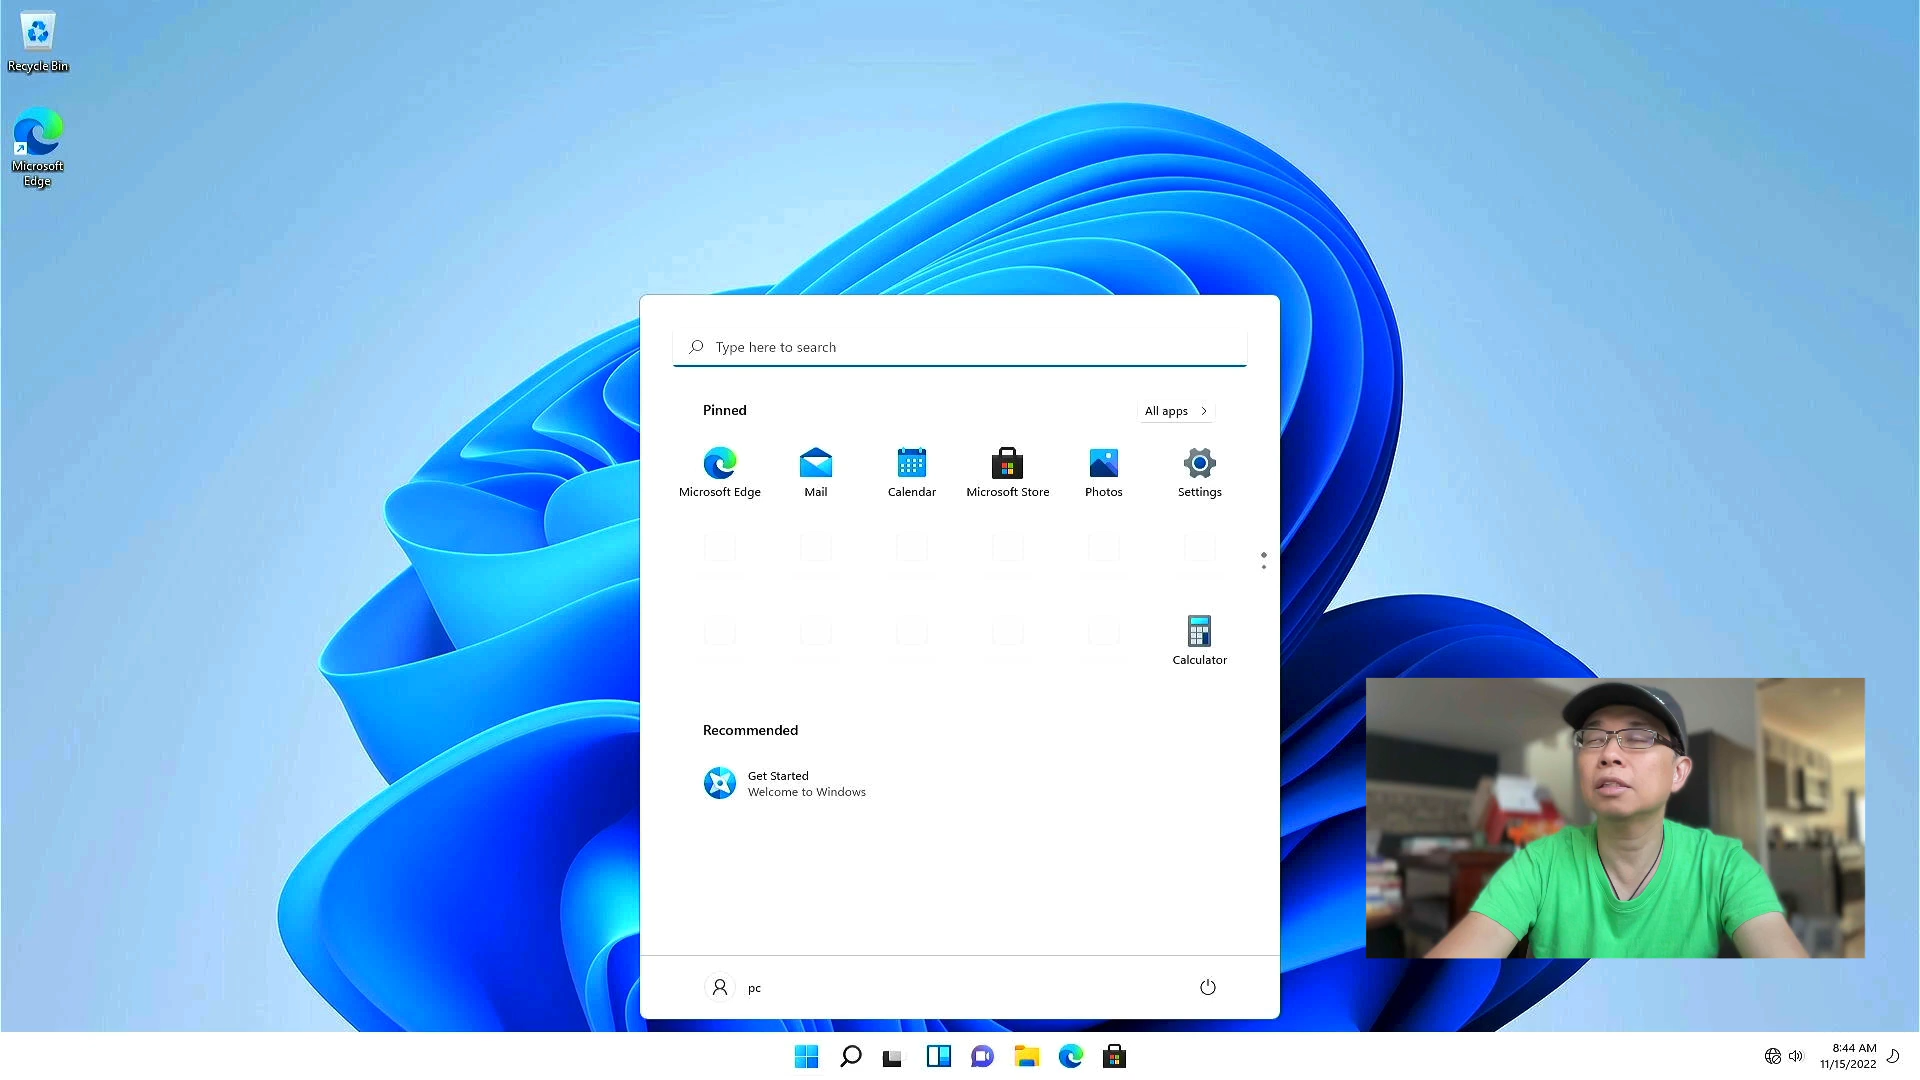 Recycle Bin
Microsoft
Edge
Type here to search
Pinned
All apps
Microsoft Edge
Mail
Calendar
Microsoft Store
Photos
Settings
Calculator
Recommended
Get Started
Welcome to Windows
pc
8:44 AM
11/15/2022